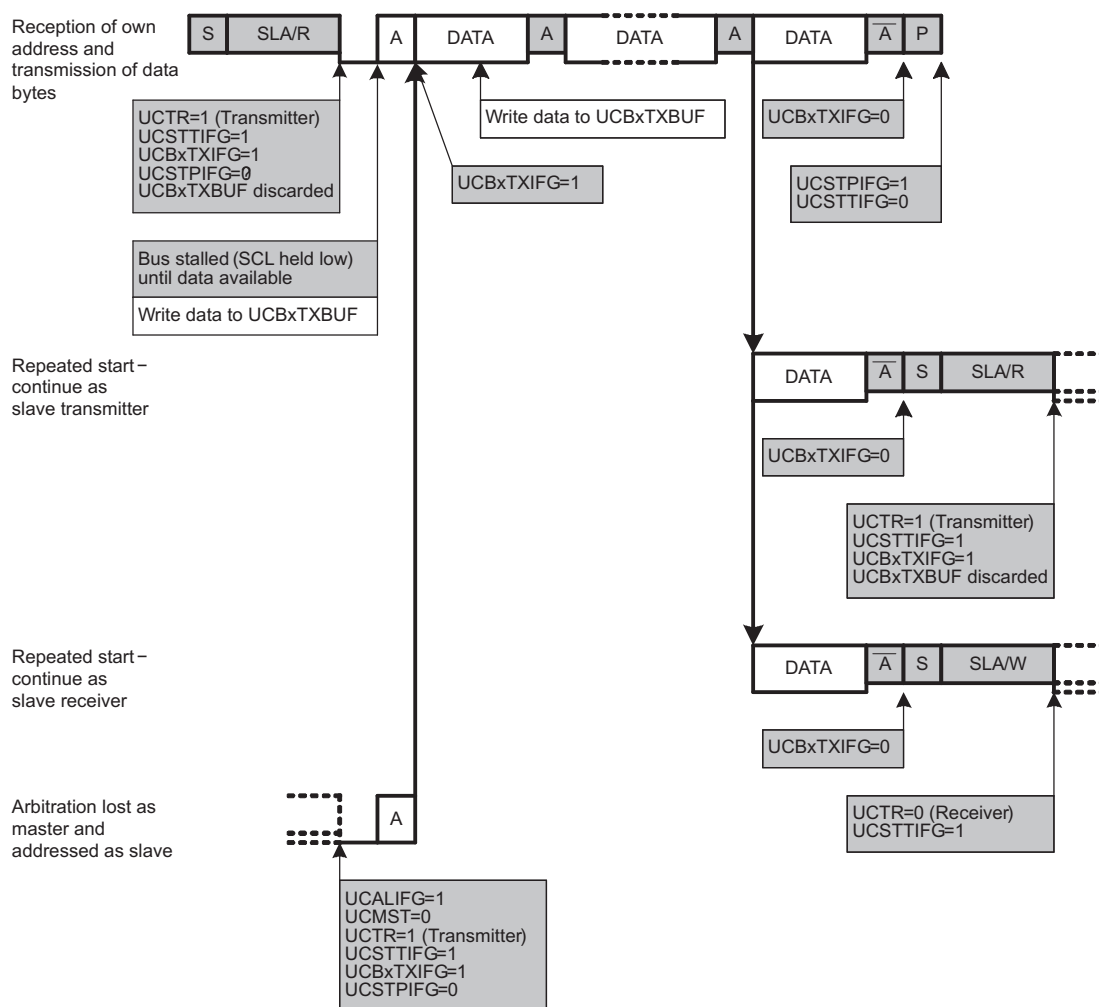 Reception of own
address and
transmission of data
bytes
S SLA/R A DATA A DATA A DATA A P
UCTR=1 (Transmitter)
UCSTTIFG=1
UCBxTXIFG=1
UCSTPIFG=0
UCBxTXBUF discarded
Write data to UCBxTXBUF
UCBxTXIFG=1
UCBxTXIFG=0
UCSTPIFG=1
UCSTTIFG=0
Bus stalled (SCL held low)
until data available
Write data to UCBxTXBUF
Repeated start−
continue as
slave transmitter
DATA A S SLA/R
UCBxTXIFG=0
UCTR=1 (Transmitter)
UCSTTIFG=1
UCBxTXIFG=1
UCBxTXBUF discarded
Repeated start−
continue as
slave receiver
DATA A S SLA/W
UCBxTXIFG=0
UCTR=0 (Receiver)
UCSTTIFG=1
Arbitration lost as
master and
addressed as slave
A
UCALIFG=1
UCMST=0
UCTR=1 (Transmitter)
UCSTTIFG=1
UCBxTXIFG=1
UCSTPIFG=0